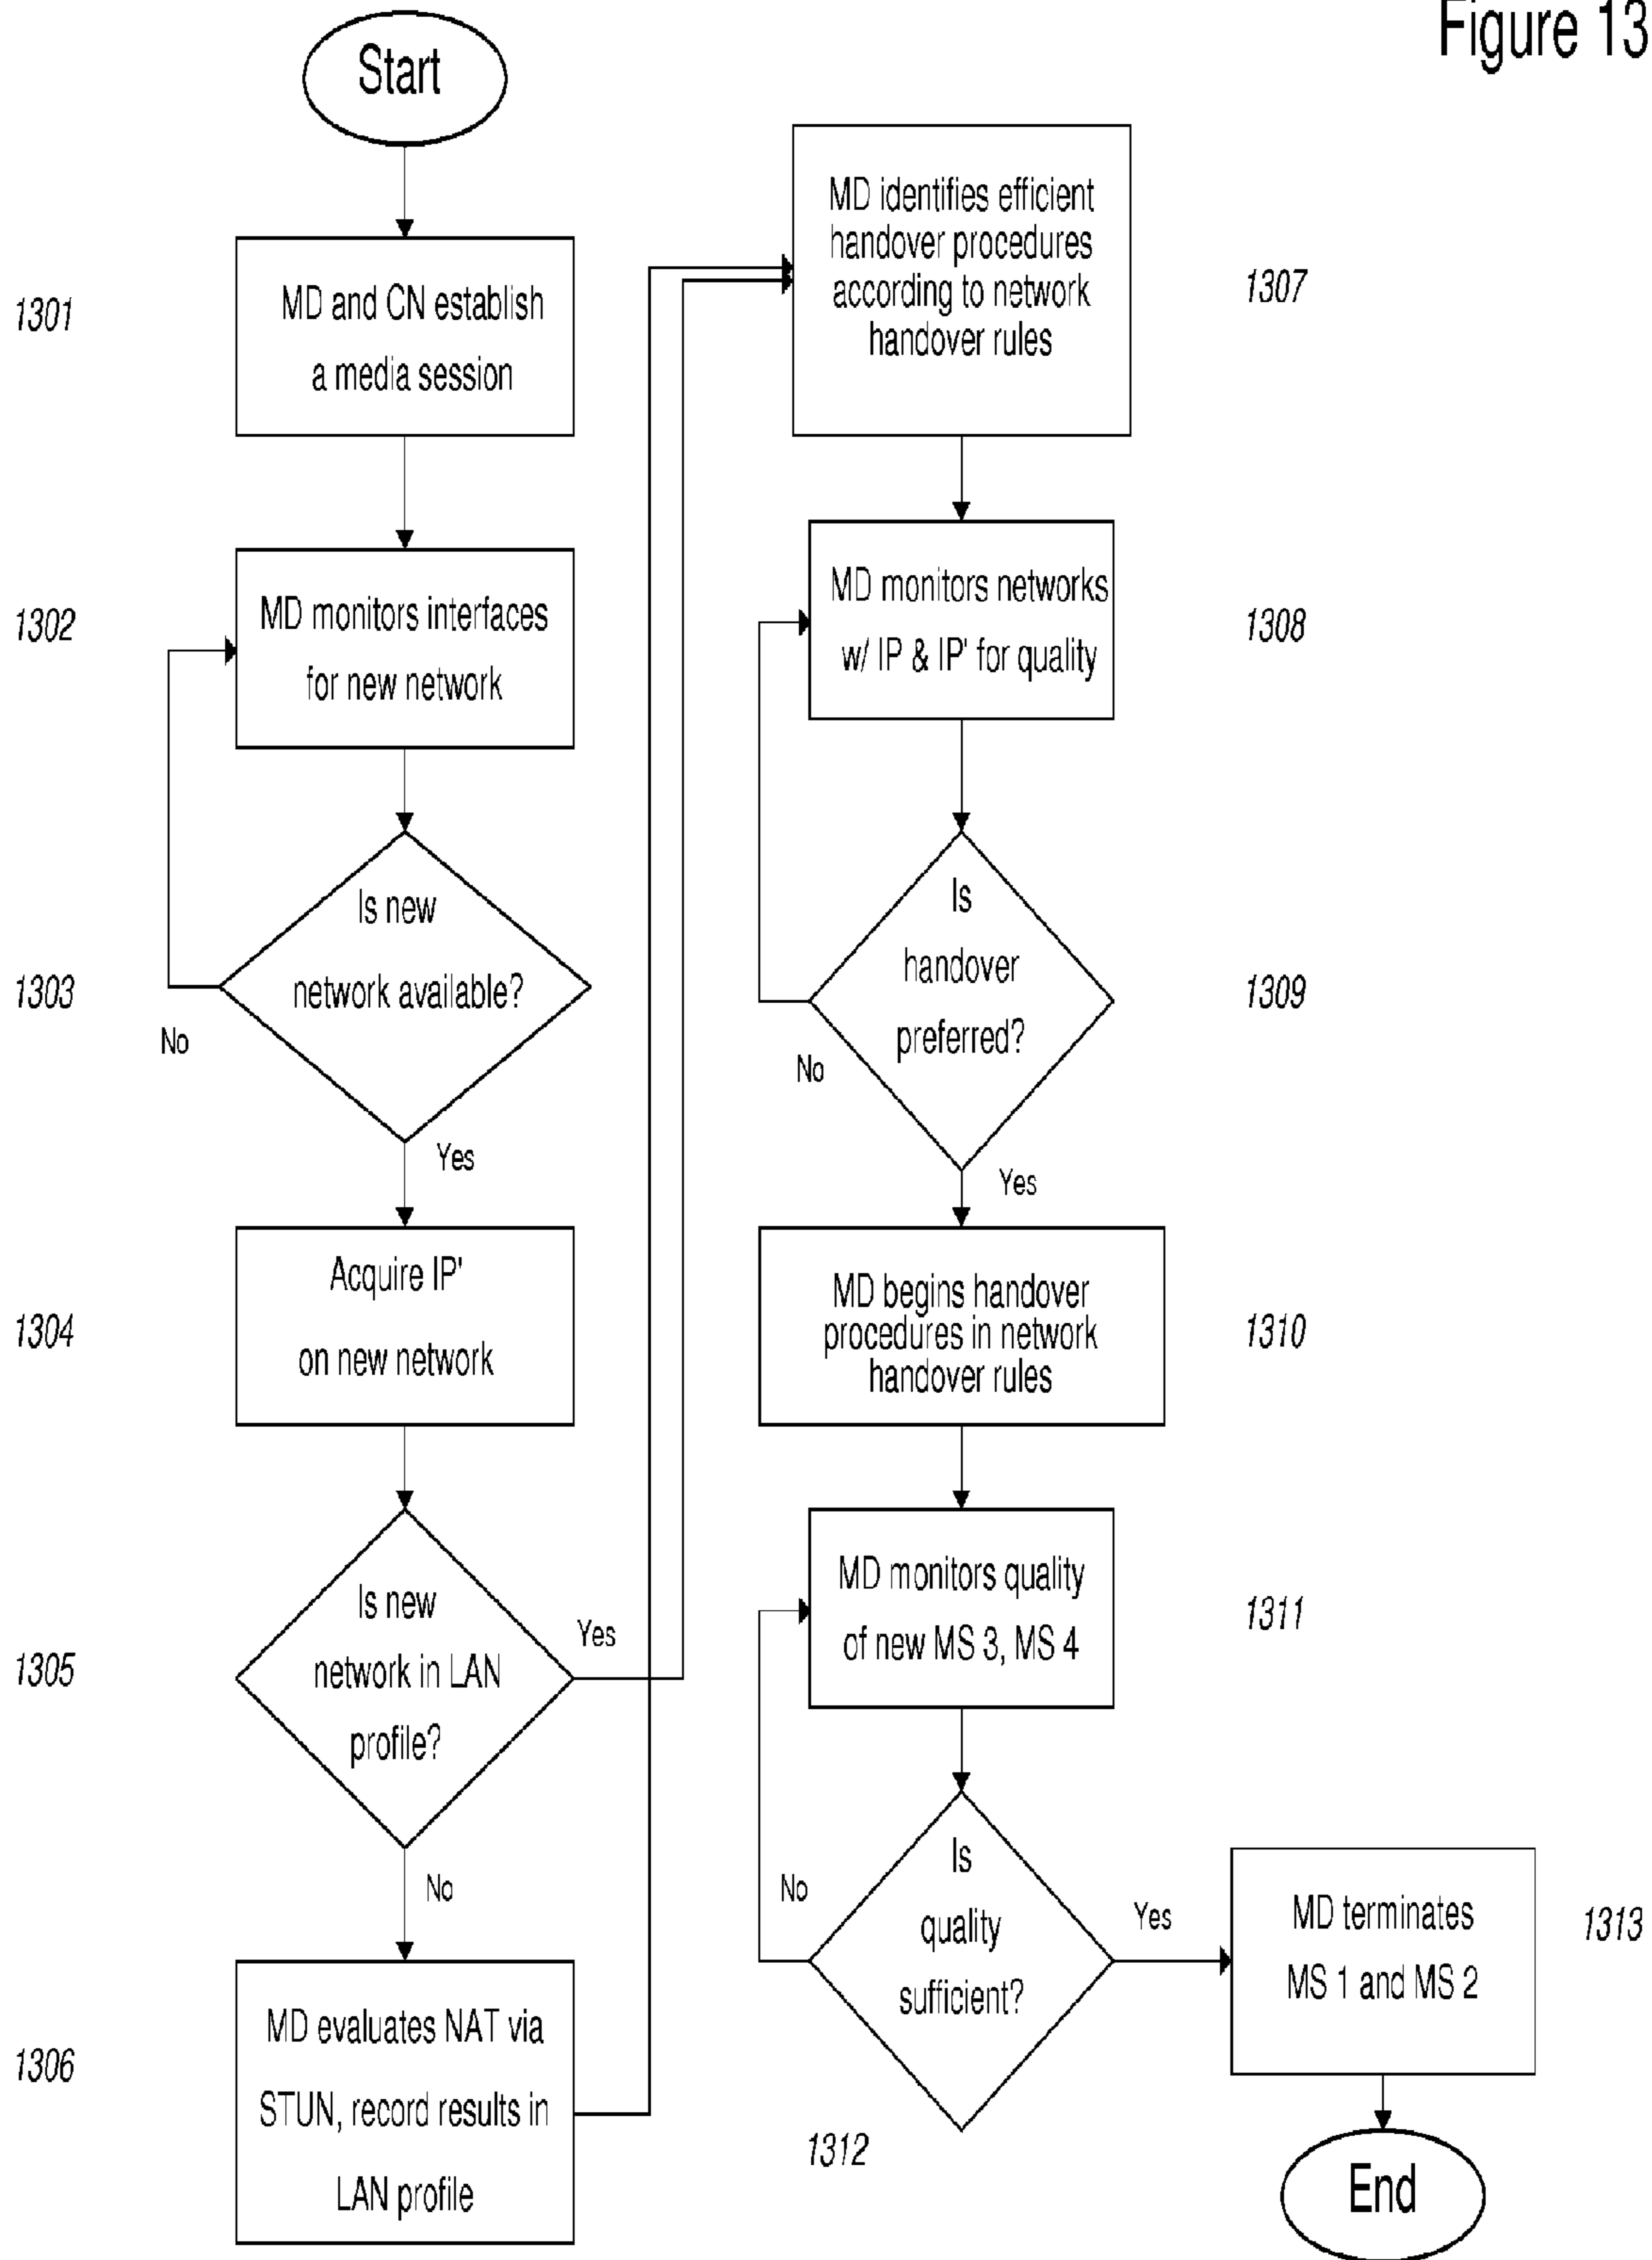 Figure 13
Start
1301
MD and CN establish
a media session
1302
MD monitors interfaces
for new network
1303
Is new
network available?
No
Yes
1304
Acquire IP'
on new network
1305
Is new
network in LAN
profile?
Yes
No
1306
MD evaluates NAT via
STUN, record results in
LAN profile
MD identifies efficient
handover procedures
according to network
handover rules
1307
MD monitors networks
w/ IP & IP' for quality
1308
Is
handover
preferred?
1309
No
Yes
MD begins handover
procedures in network
handover rules
1310
MD monitors quality
of new MS 3, MS 4
1311
Is
quality
sufficient?
No
Yes
1312
MD terminates
MS 1 and MS 2
1313
End